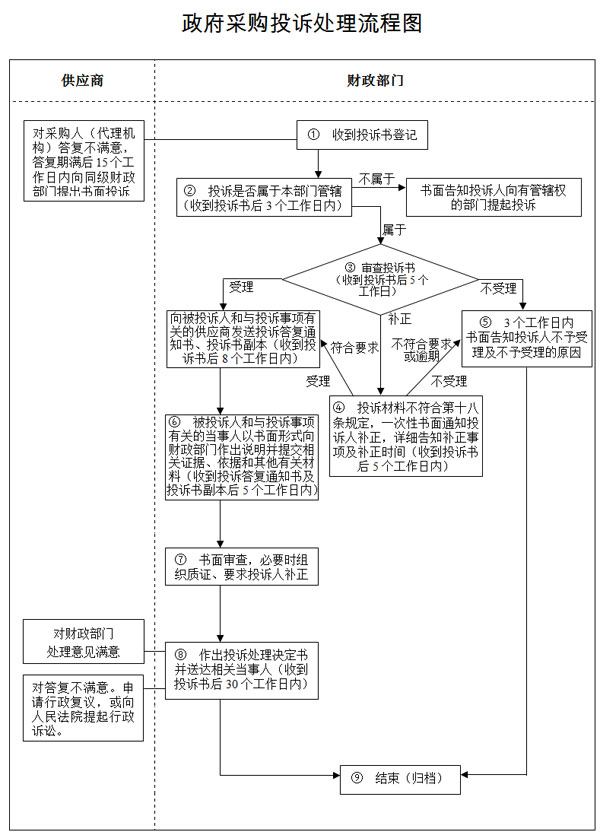 政府采购投诉处理流程图
供应商
财政部门
对采购人（代理机
构）答复不满意，
答复期满后15个工
作日内向同级财政
部门提出书面投诉
① 收到投诉书登记
② 投诉是否属于本部门管辖
（收到投诉书后3个工作日内）
不属于
书面告知投诉人向有管辖权
的部门提起投诉
属于
③ 审查投诉书
（收到投诉书后5个
工作日）
受理
补正
不受理
向被投诉人和与投诉事项有
关的供应商发送投诉答复通
知书、投诉书副本（收到投
诉书后8个工作日内）
符合要求
受理
不符合要求
或逾期
不受理
⑤ 3个工作日内
书面告知投诉人不予受
理及不予受理的原因
④ 投诉材料不符合第十八
条规定，一次性书面通知投
诉人补正，详细告知补正事
项及补正时间（收到投诉书
后5个工作日内）
⑥ 被投诉人和与投诉事项
有关的当事人以书面形式向
财政部门作出说明并提交相
关证据、依据和其他有关材
料（收到投诉答复通知书及
投诉书副本后5个工作日内）
⑦ 书面审查，必要时组
织质证、要求投诉人补正
对财政部门
处理意见满意
⑧ 作出投诉处理决定书
并送达相关当事人（收到
投诉书后30个工作日内）
对答复不满意。申
请行政复议，或向
人民法院提起行政
诉讼。
⑨ 结束（归档）